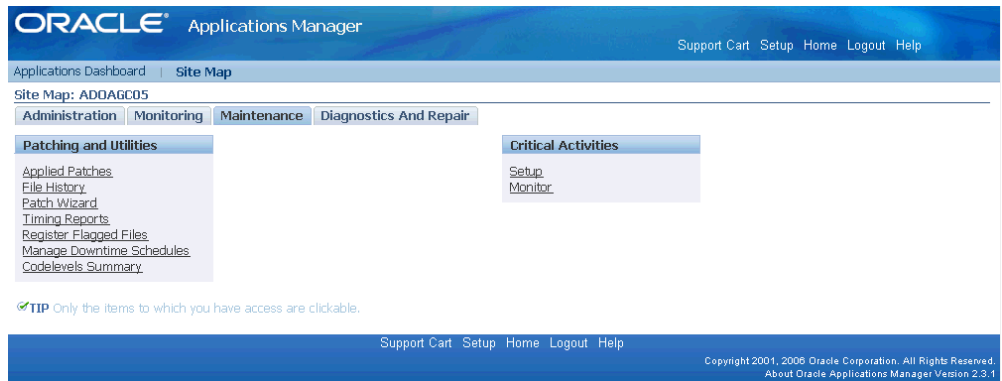 ORACLE® Applications Manager
Support Cart Setup Home Logout Help
Applications Dashboard | Site Map
Site Map: ADOAGC05
Administration Monitoring Maintenance Diagnostics And Repair
Patching and Utilities
Applied Patches
File History
Patch Wizard
Timing Reports
Register Flagged Files
Manage Downtime Schedules
Codelevels Summary
Critical Activities
Setup
Monitor
TIP Only the items to which you have access are clickable.
Support Cart Setup Home Logout Help
Copyright 2001, 2006 Oracle Corporation. All Rights Reserved.
About Oracle Applications Manager Version 2.3.1